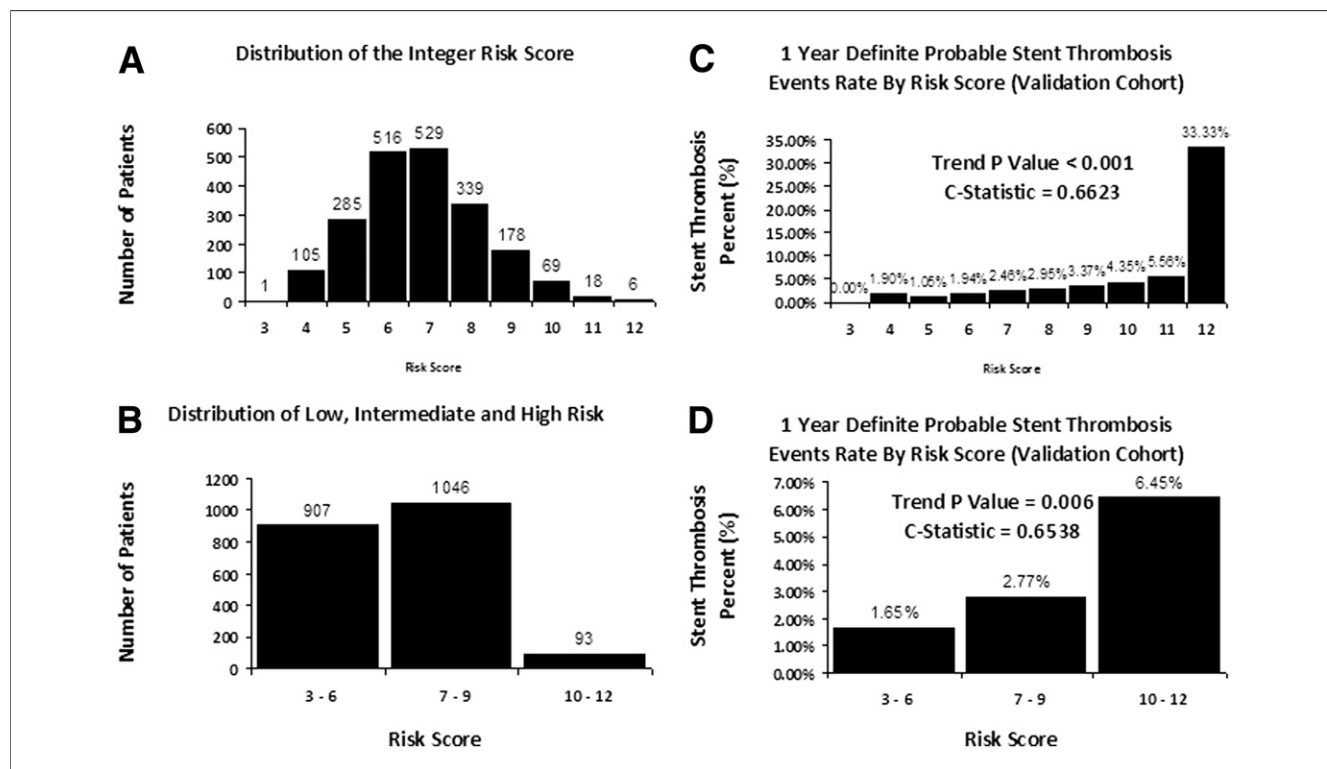 A
Distribution of the Integer Risk Score
Number of Patients
600
500
400
300
200
100
0
1
105
285
516
529
339
178
69
18
6
3 4 5 6 7 8 9 10 11 12
Risk Score
B
Distribution of Low, Intermediate and High Risk
Number of Patients
1200
1000
800
600
400
200
0
907
1046
93
3 - 6 7 - 9 10 - 12
Risk Score
C
1 Year Definite Probable Stent Thrombosis
Events Rate By Risk Score (Validation Cohort)
Stent Thrombosis
Percent (%)
35.00%
30.00%
25.00%
20.00%
15.00%
10.00%
5.00%
0.00%
Trend P Value < 0.001
C-Statistic = 0.6623
0.00%
1.90%
1.05%
1.94%
2.46%
2.95%
3.37%
4.35%
5.56%
33.33%
3 4 5 6 7 8 9 10 11 12
Risk Score
D
1 Year Definite Probable Stent Thrombosis
Events Rate By Risk Score (Validation Cohort)
Stent Thrombosis
Percent (%)
7.00%
6.00%
5.00%
4.00%
3.00%
2.00%
1.00%
0.00%
Trend P Value = 0.006
C-Statistic = 0.6538
1.65%
2.77%
6.45%
3 - 6 7 - 9 10 - 12
Risk Score